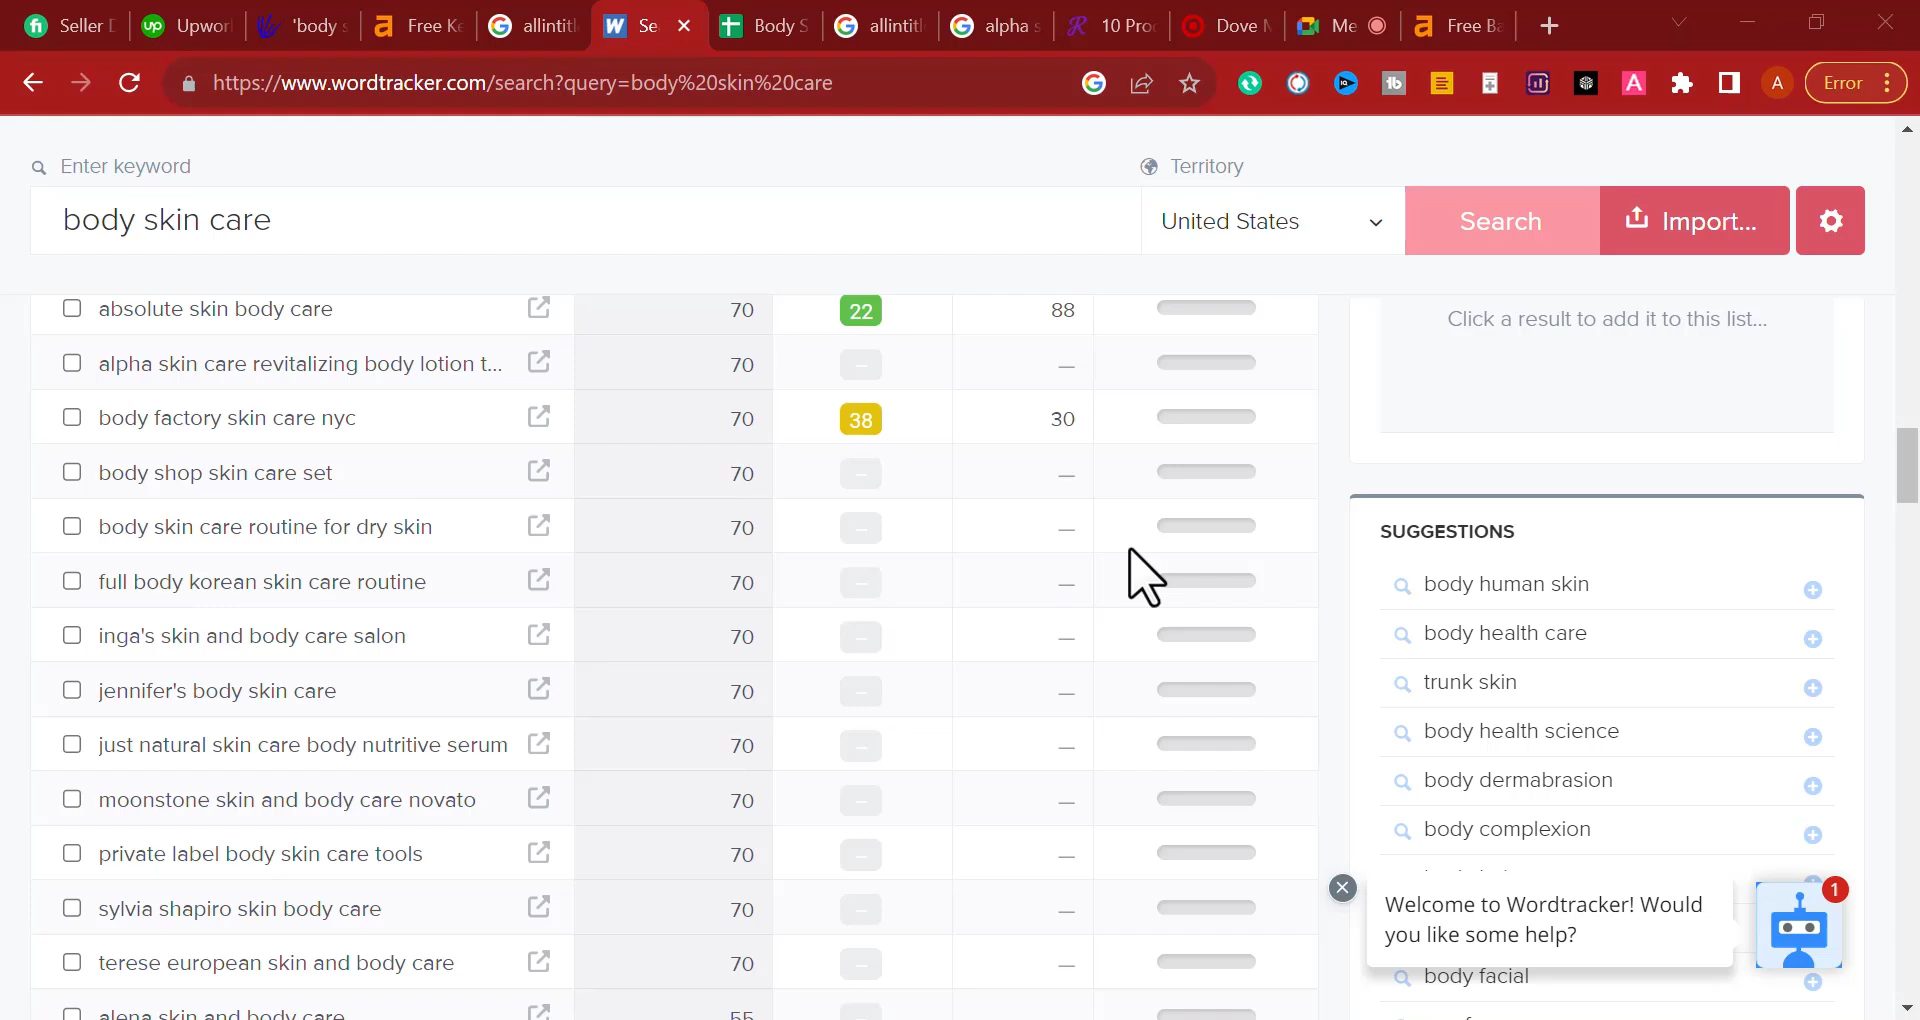 Seller D
Upwor
'body s
Free Ke
allintitl
Se
Body S
allintitl
alpha s
10 Pro
Dove M
Me
Free Ba
https://www.wordtracker.com/search?query=body%20skin%20care
A
Error
Enter keyword
Territory
body skin care
United States
Search
Import...
absolute skin body care 70 22 88
alpha skin care revitalizing body lotion t... 70 – —
body factory skin care nyc 70 38 30
body shop skin care set 70 – —
body skin care routine for dry skin 70 – —
full body korean skin care routine 70 – —
inga's skin and body care salon 70 – —
jennifer's body skin care 70 – —
just natural skin care body nutritive serum 70 – —
moonstone skin and body care novato 70 – —
private label body skin care tools 70 – —
sylvia shapiro skin body care 70 – —
terese european skin and body care 70 – —
alena skin and body care 55
Click a result to add it to this list...
SUGGESTIONS
body human skin
body health care
trunk skin
body health science
body dermabrasion
body complexion
Welcome to Wordtracker! Would
you like some help?
1
body facial